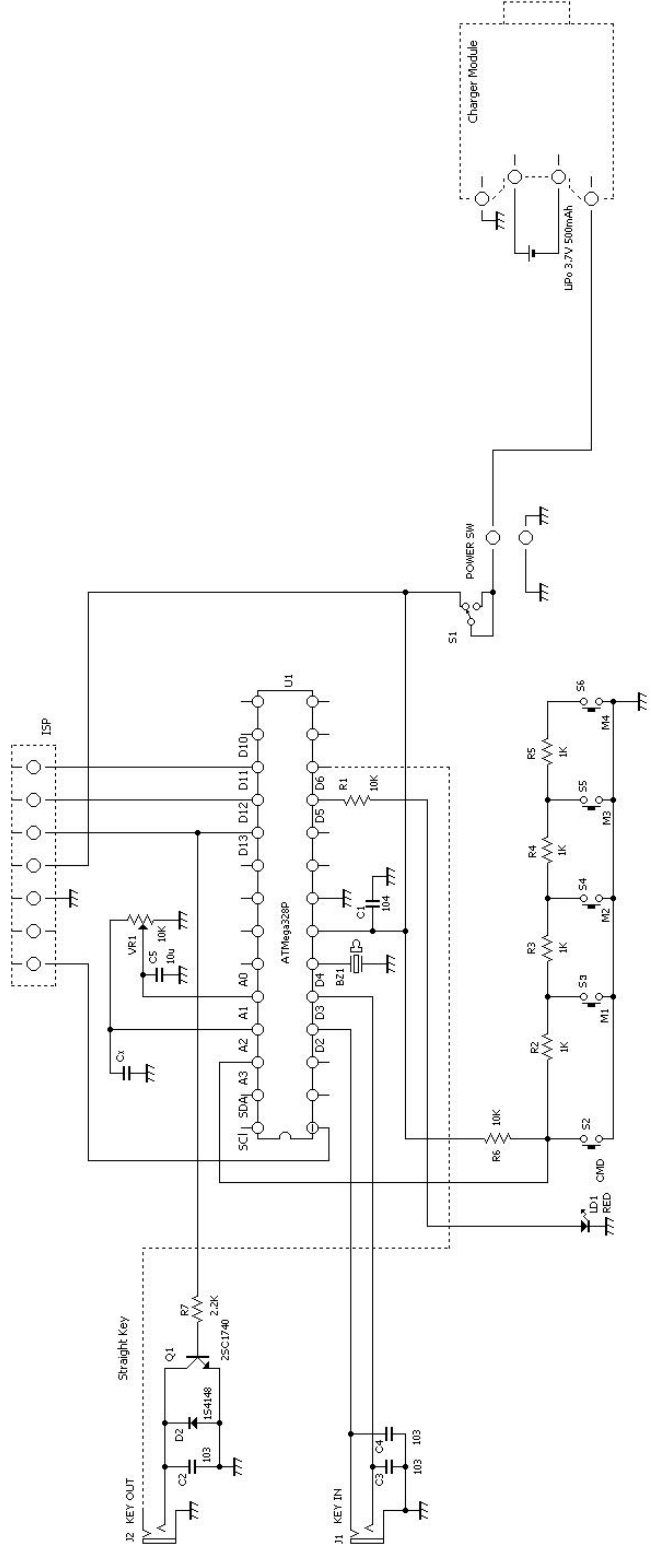 Charger Module
LiPo 3.7V 500mAh
POWER SW
S1
ISP
U1
D10
D11
D12
D13
D6
D5
R1
10K
VR1
10K
C5
10u
Cx
A0
A1
A2
A3
SDA
SCl
ATMega328P
D4
D3
D2
BZ1
C1
104
S6
M4
R5
1K
S5
M3
R4
1K
S4
M2
R3
1K
S3
M1
R2
1K
R6
10K
S2
CMD
LD1
RED
Straight Key
R7
2.2K
Q1
2SC1740
D2
1S4148
C2
103
J2 KEY OUT
J1 KEY IN
C3
103
C4
103